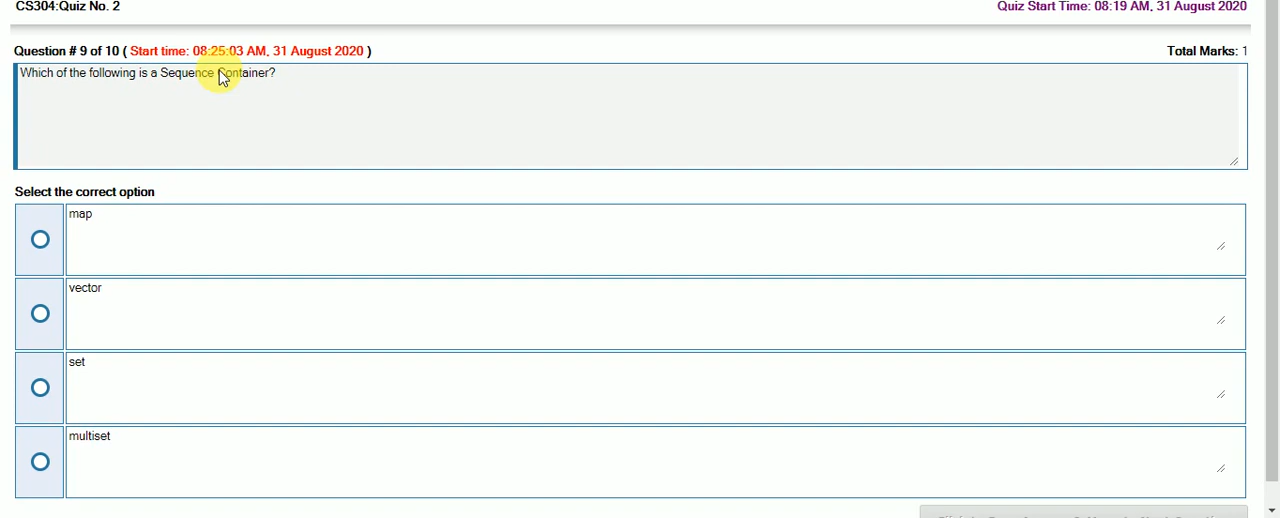 CS304:Quiz No. 2
Quiz Start Time: 08:19 AM, 31 August 2020
Question # 9 of 10 ( Start time: 08:25:03 AM, 31 August 2020 )
Total Marks: 1
Which of the following is a Sequence Container?
Select the correct option
map
vector
set
multiset